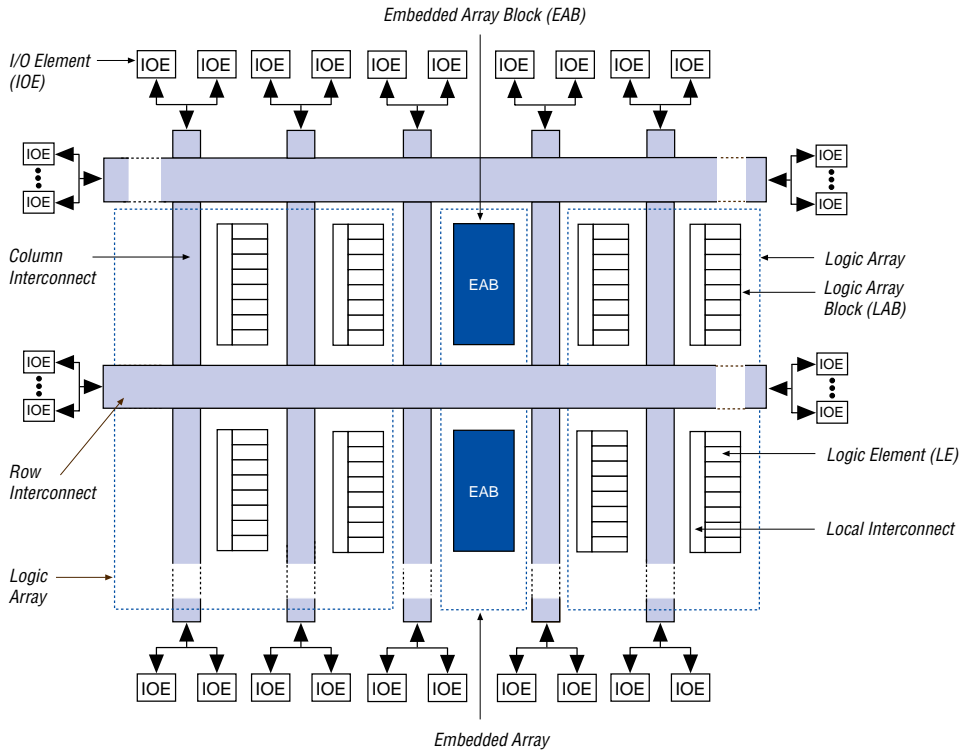 Embedded Array Block (EAB)
I/O Element
(IOE)
IOE IOE IOE IOE IOE IOE IOE IOE IOE IOE
IOE IOE
IOE IOE
Column
Interconnect
EAB
Logic Array
Logic Array
Block (LAB)
IOE IOE
IOE IOE
Row
Interconnect
EAB
Logic Element (LE)
Local Interconnect
Logic
Array
IOE IOE IOE IOE IOE IOE IOE IOE IOE IOE
Embedded Array